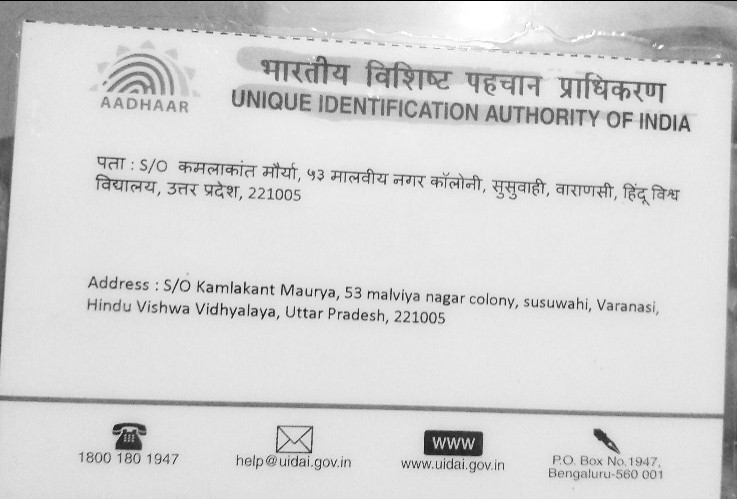 भारतीय विशिष्ट पहचान प्राधिकरण
AADHAAR
UNIQUE IDENTIFICATION AUTHORITY OF INDIA
पता : S/O कमलाकांत मौर्या, ५३ मालवीय नगर कॉलोनी, सुसुवाही, वाराणसी, हिंदू विश्व
विद्यालय, उत्तर प्रदेश, 221005
Address : S/O Kamlakant Maurya, 53 malviya nagar colony, susuwahi, Varanasi,
Hindu Vishwa Vidhyalaya, Uttar Pradesh, 221005
1800 180 1947
help@uidai.gov.in
www
www.uidai.gov.in
P.O. Box No.1947,
Bengaluru-560 001